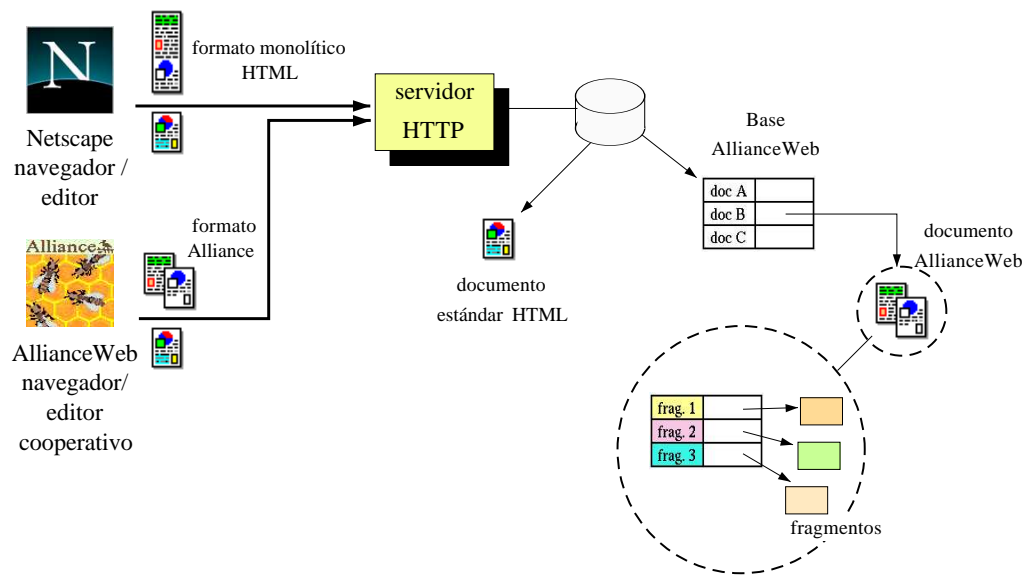 N
Netscape
navegador /
editor
formato monolítico
HTML
servidor
HTTP
Base
AllianceWeb
doc A
doc B
doc C
documento
AllianceWeb
documento
estándar HTML
Alliance
formato
Alliance
AllianceWeb
navegador/
editor
cooperativo
frag. 1
frag. 2
frag. 3
fragmentos